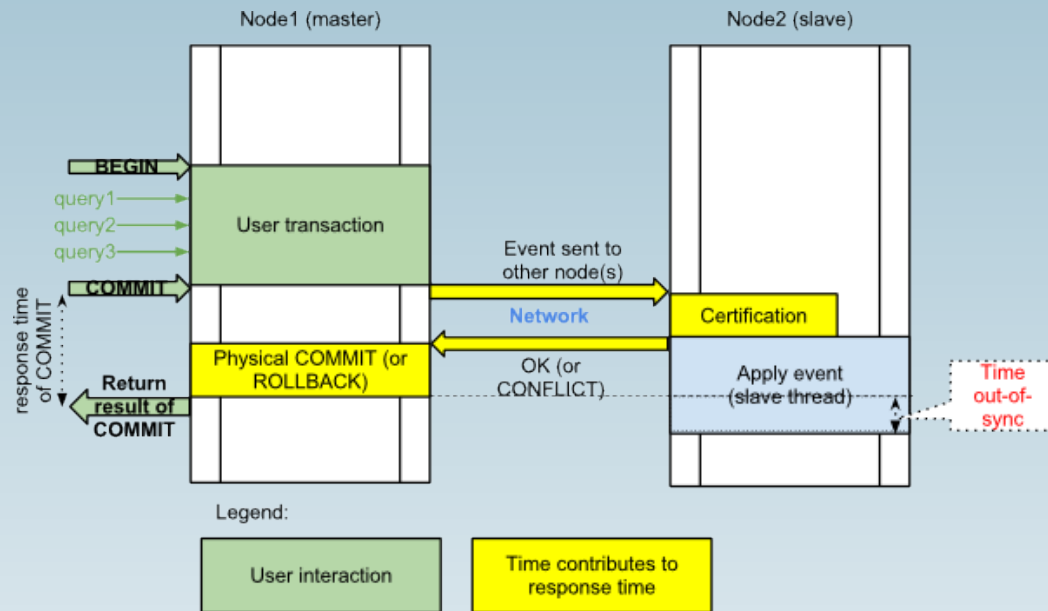 Node1 (master)
Node2 (slave)
BEGIN
query1
query2
query3
User transaction
COMMIT
Event sent to
other node(s)
Network
Certification
response time
of COMMIT
Physical COMMIT (or
ROLLBACK)
OK (or
CONFLICT)
Apply event
(slave thread)
Time
out-of-
sync
Return
result of
COMMIT
Legend:
User interaction
Time contributes to
response time